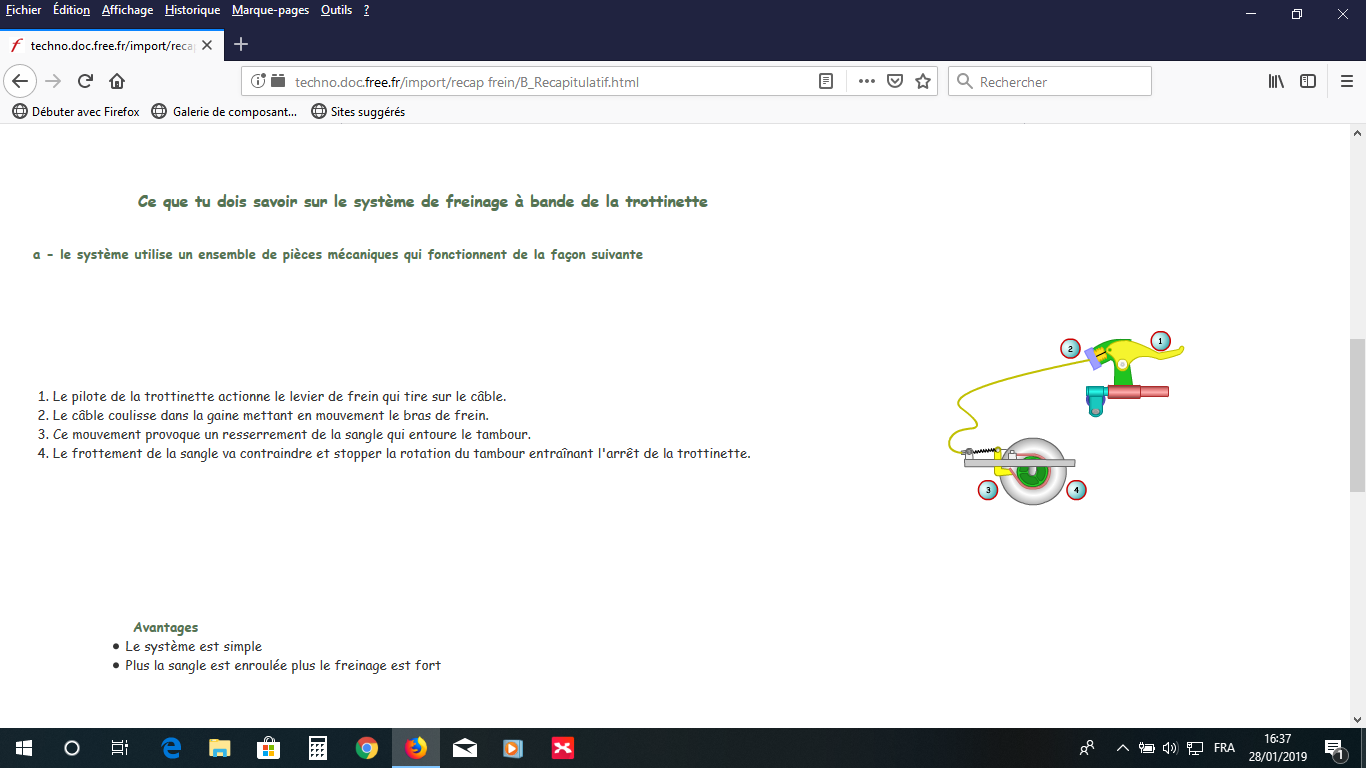 Fichier Édition Affichage Historique Marque-pages Outils ?
techno.doc.free.fr/import/reca
techno.doc.free.fr/import/recap frein/B_Recapitulatif.html
Rechercher
Débuter avec Firefox Galerie de composant... Sites suggérés
Ce que tu dois savoir sur le système de freinage à bande de la trottinette
a - le système utilise un ensemble de pièces mécaniques qui fonctionnent de la façon suivante
1
2
1. Le pilote de la trottinette actionne le levier de frein qui tire sur le câble.
2. Le câble coulisse dans la gaine mettant en mouvement le bras de frein.
3. Ce mouvement provoque un resserrement de la sangle qui entoure le tambour.
4. Le frottement de la sangle va contraindre et stopper la rotation du tambour entraînant l'arrêt de la trottinette.
3
4
Avantages
• Le système est simple
• Plus la sangle est enroulée plus le freinage est fort
FRA
16:37
28/01/2019
1